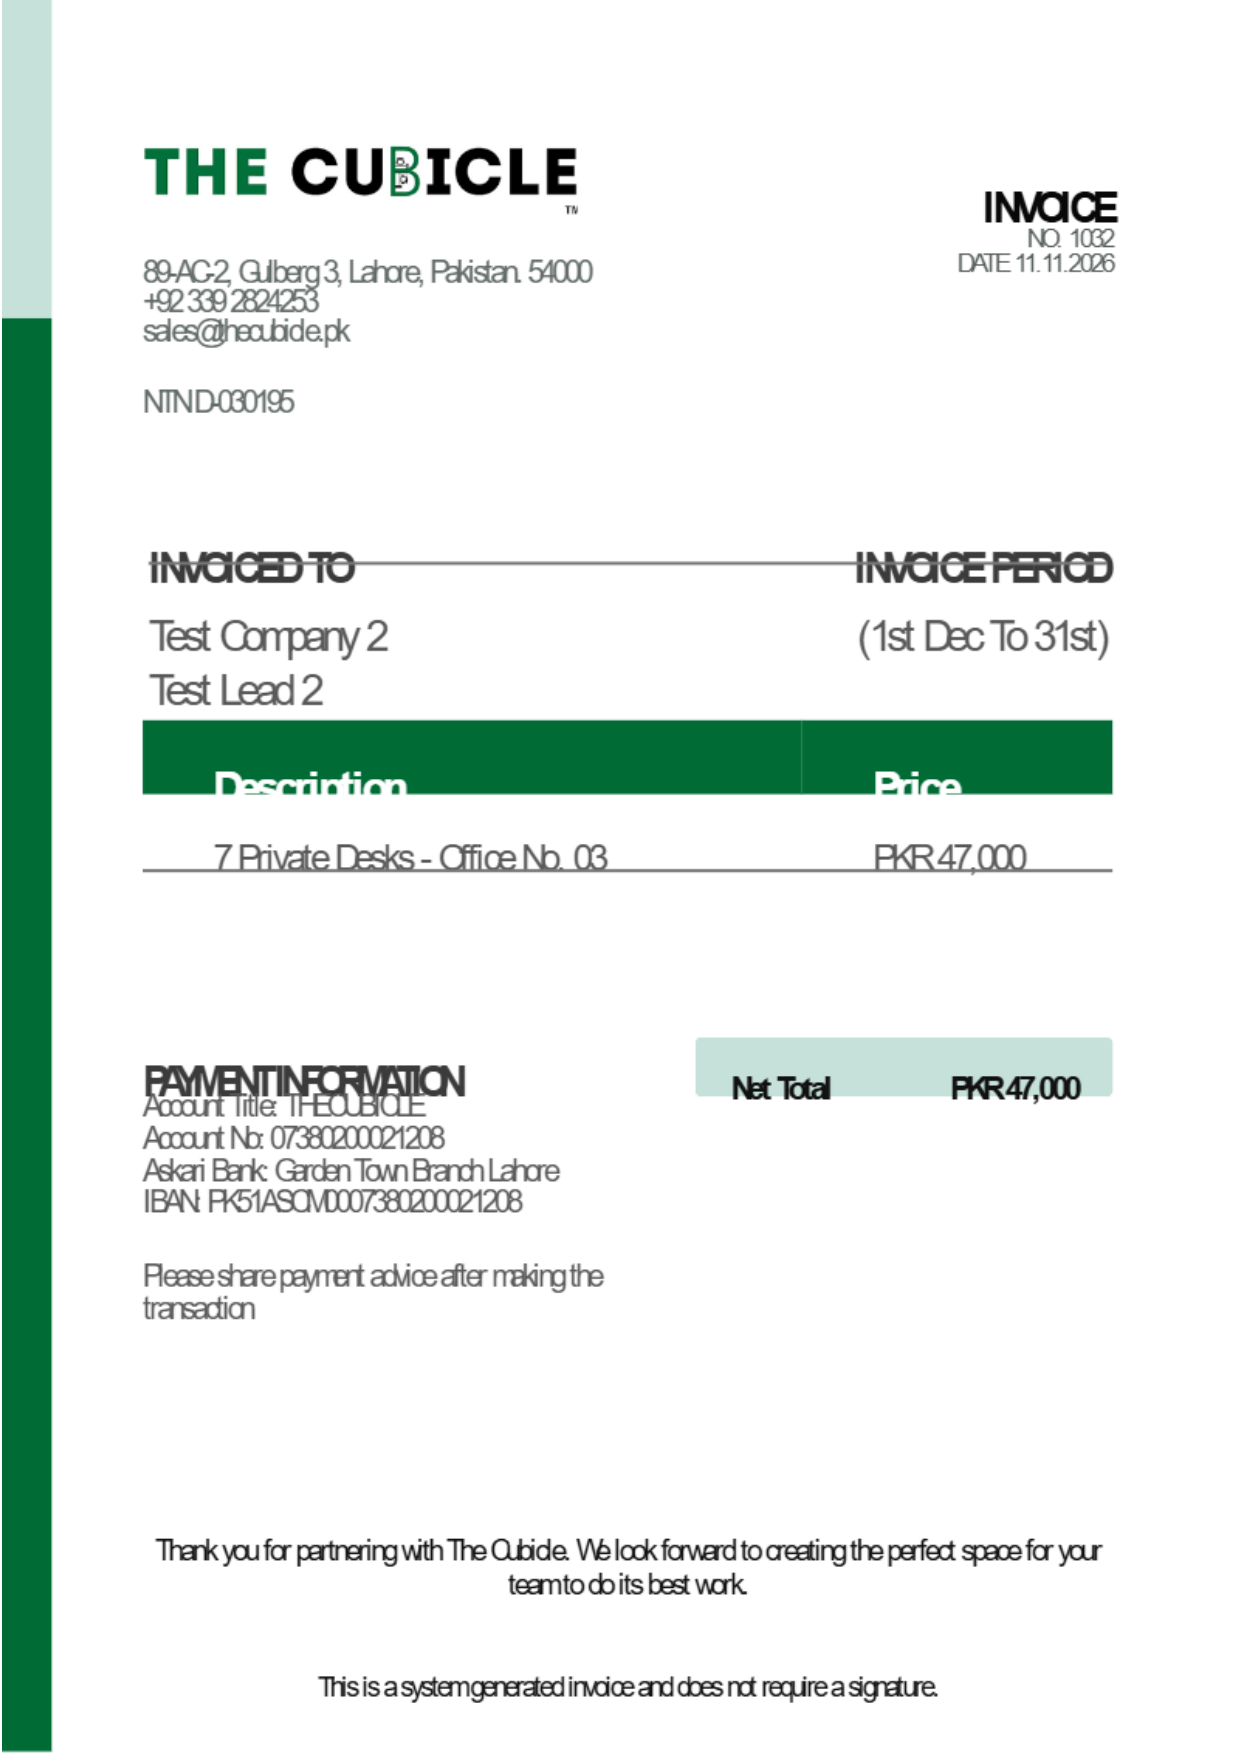 THE CUBICLE
TM
INVOICE
NO. 1032
DATE 11.11.2026
89-AC-2, Gulberg 3, Lahore, Pakistan. 54000
+92 339 2824253
sales@thecubicle.pk
NTN D-030195
INVOICED TO INVOICE PERIOD
Test Company 2 (1st Dec To 31st)
Test Lead 2
Description Price
7 Private Desks - Office No. 03 PKR 47,000
Net Total PKR 47,000
PAYMENT INFORMATION
Account Title: THECUBICLE
Account No: 07380200021208
Askari Bank: Garden Town Branch Lahore
IBAN: PK51ASCM0007380200021208
Please share payment advice after making the
transaction
Thank you for partnering with The Cubicle. We look forward to creating the perfect space for your
team to do its best work.
This is a system generated invoice and does not require a signature.